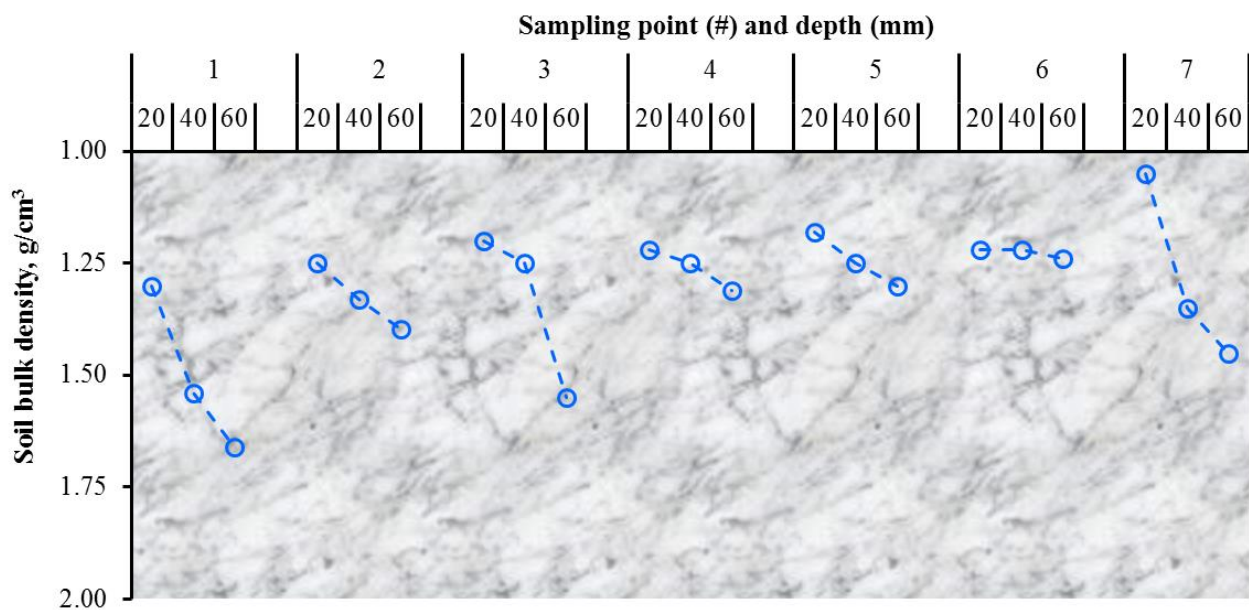 Sampling point (#) and depth (mm)
1 2 3 4 5 6 7
20 40 60 20 40 60 20 40 60 20 40 60 20 40 60 20 40 60 20 40 60
Soil bulk density, g/cm³
1.00
1.25
1.50
1.75
2.00